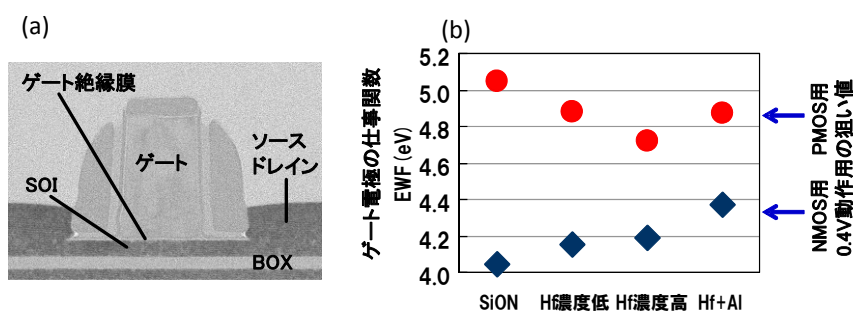 (a)
ゲート絶縁膜
ゲート
ソース
ドレイン
SOI
BOX
(b)
ゲート電極の仕事関数
EWF (eV)
5.2
5.0
4.8
4.6
4.4
4.2
4.0
SiON
Hf濃度低
Hf濃度高
Hf+Al
NMOS用 PMOS用
0.4V動作用の狙い値